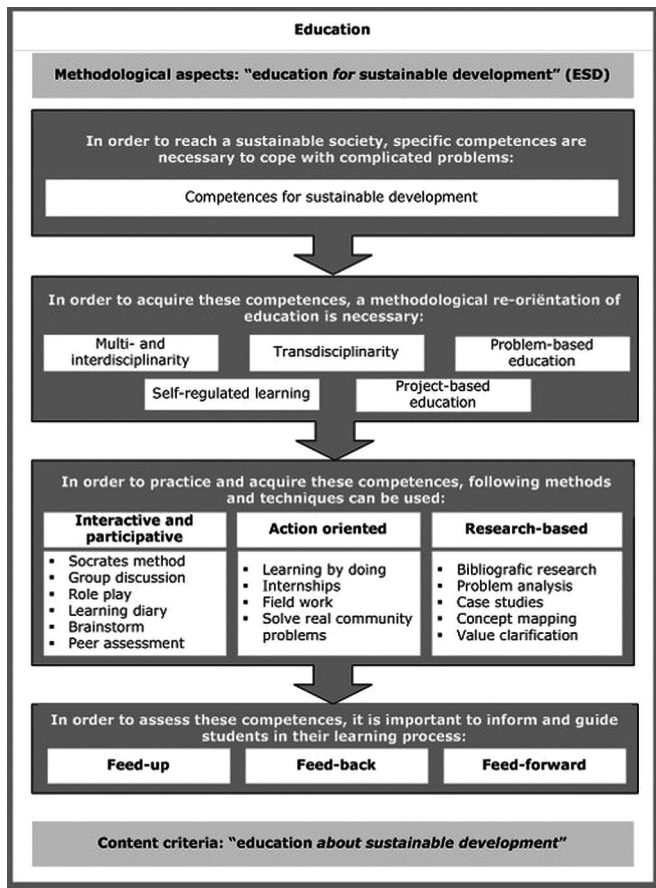 Education
Methodological aspects: “education for sustainable development” (ESD)
In order to reach a sustainable society, specific competences are
necessary to cope with complicated problems:
Competences for sustainable development
In order to acquire these competences, a methodological re-oriëntation of
education is necessary:
Multi- and
interdisciplinarity
Transdisciplinarity
Problem-based
education
Self-regulated learning
Project-based
education
In order to practice and acquire these competences, following methods
and techniques can be used:
Interactive and
participative
▪ Socrates method
▪ Group discussion
▪ Role play
▪ Learning diary
▪ Brainstorm
▪ Peer assessment
Action oriented
▪ Learning by doing
▪ Internships
▪ Field work
▪ Solve real community
problems
Research-based
▪ Bibliografic research
▪ Problem analysis
▪ Case studies
▪ Concept mapping
▪ Value clarification
In order to assess these competences, it is important to inform and guide
students in their learning process:
Feed-up
Feed-back
Feed-forward
Content criteria: “education about sustainable development”